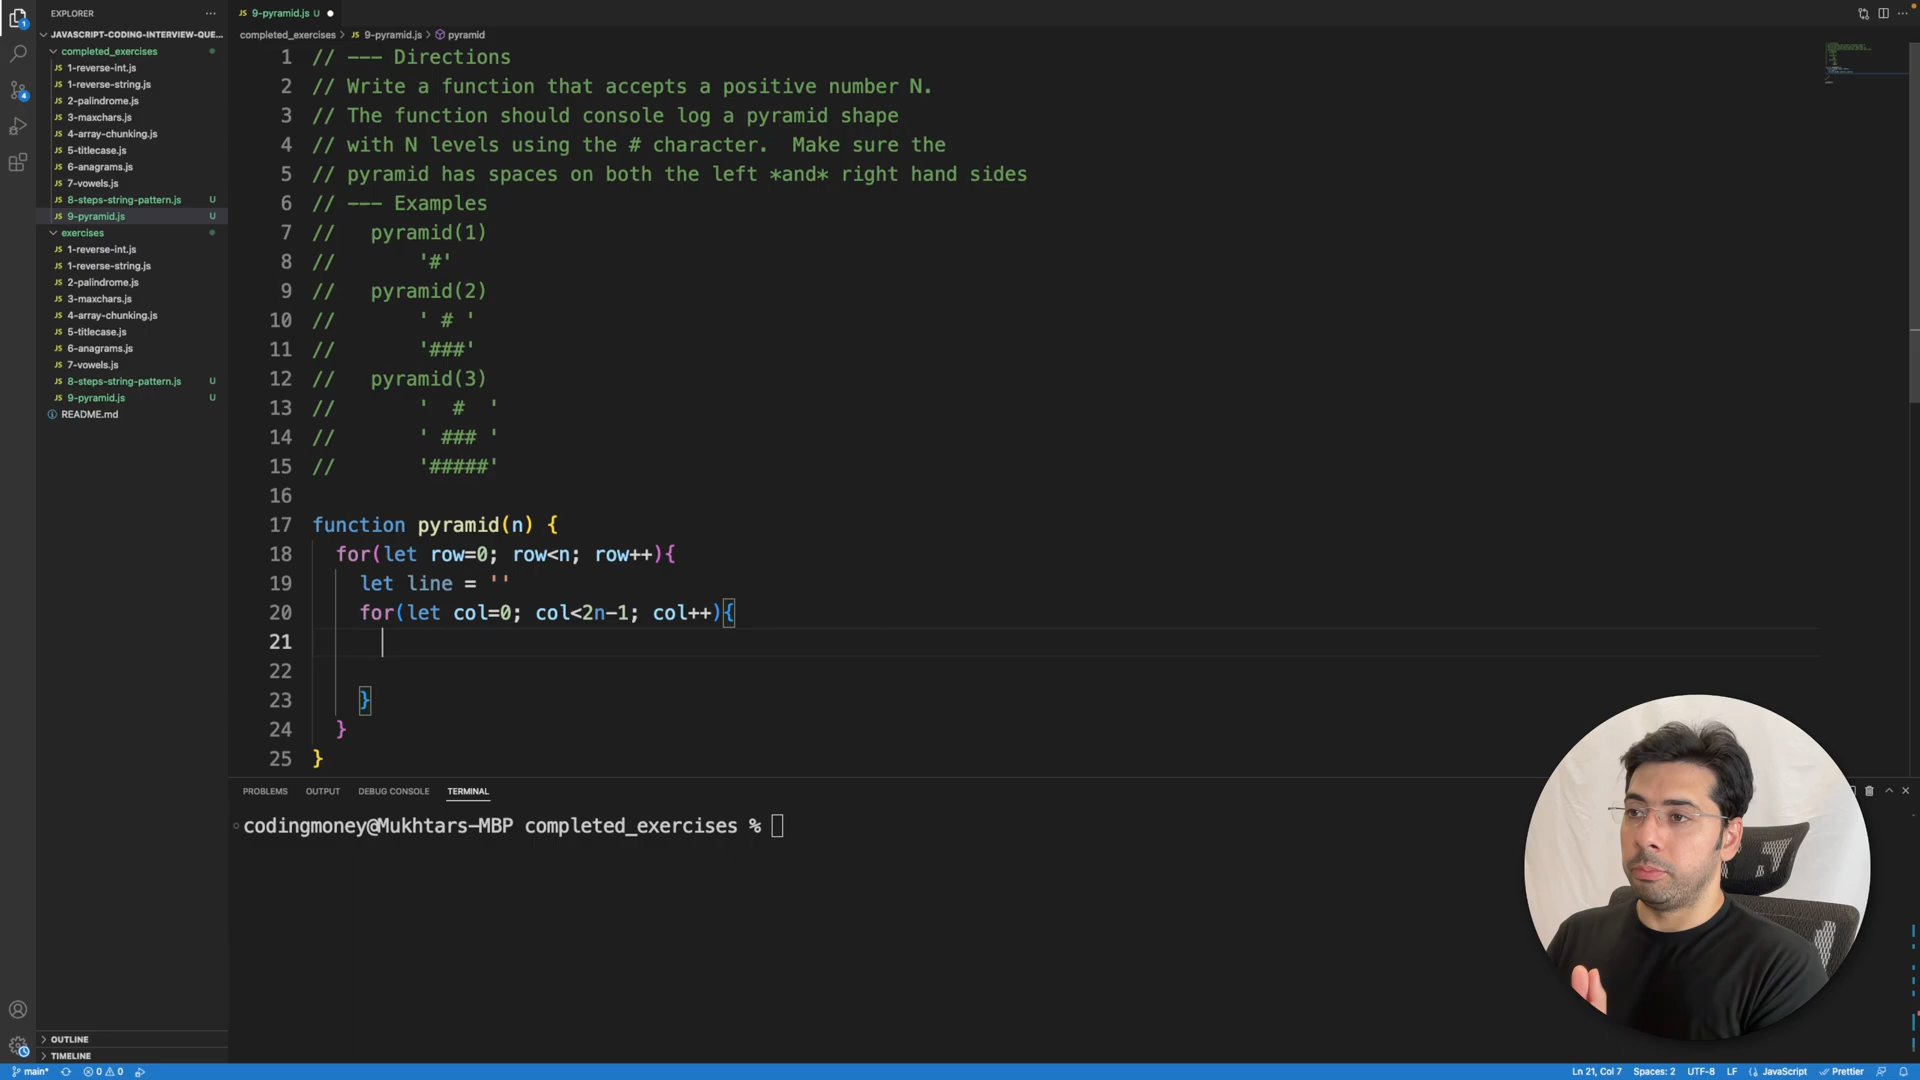 EXPLORER
JAVASCRIPT-CODING-INTERVIEW-QUE...
completed_exercises
JS 1-reverse-int.js
JS 1-reverse-string.js
JS 2-palindrome.js
JS 3-maxchars.js
JS 4-array-chunking.js
JS 5-titlecase.js
JS 6-anagrams.js
JS 7-vowels.js
JS 8-steps-string-pattern.js U
JS 9-pyramid.js U
exercises
JS 1-reverse-int.js
JS 1-reverse-string.js
JS 2-palindrome.js
JS 3-maxchars.js
JS 4-array-chunking.js
JS 5-titlecase.js
JS 6-anagrams.js
JS 7-vowels.js
JS 8-steps-string-pattern.js U
JS 9-pyramid.js U
README.md
OUTLINE
TIMELINE
JS 9-pyramid.js U
completed_exercises > JS 9-pyramid.js > pyramid
1 // --- Directions
2 // Write a function that accepts a positive number N.
3 // The function should console log a pyramid shape
4 // with N levels using the # character.  Make sure the
5 // pyramid has spaces on both the left *and* right hand sides
6 // --- Examples
7 //   pyramid(1)
8 //       '#'
9 //   pyramid(2)
10 //       ' # '
11 //       '###'
12 //   pyramid(3)
13 //       '  #  '
14 //       ' ### '
15 //       '#####'
16
17 function pyramid(n) {
18   for(let row=0; row<n; row++){
19     let line = ''
20     for(let col=0; col<2n-1; col++){
21
22
23     }
24   }
25 }
PROBLEMS OUTPUT DEBUG CONSOLE TERMINAL
codingmoney@Mukhtars-MBP completed_exercises %
main* 0 0 Ln 21, Col 7 Spaces: 2 UTF-8 LF {} JavaScript Prettier